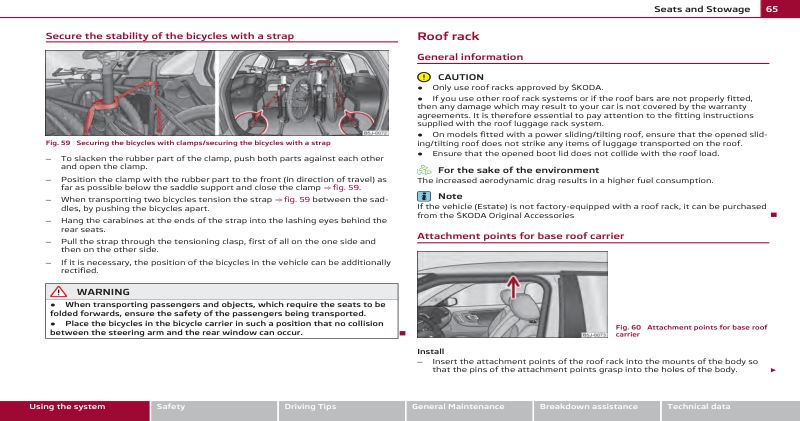 Seats and Stowage 65
Secure the stability of the bicycles with a strap
B5J-0072
Fig. 59 Securing the bicycles with clamps/securing the bicycles with a strap
– To slacken the rubber part of the clamp, push both parts against each other
and open the clamp.
– Position the clamp with the rubber part to the front (in direction of travel) as
far as possible below the saddle support and close the clamp ⇒ fig. 59.
– When transporting two bicycles tension the strap ⇒ fig. 59 between the sad-
dles, by pushing the bicycles apart.
– Hang the carabines at the ends of the strap into the lashing eyes behind the
rear seats.
– Pull the strap through the tensioning clasp, first of all on the one side and
then on the other side.
– If it is necessary, the position of the bicycles in the vehicle can be additionally
rectified.
WARNING
● When transporting passengers and objects, which require the seats to be
folded forwards, ensure the safety of the passengers being transported.
● Place the bicycles in the bicycle carrier in such a position that no collision
between the steering arm and the rear window can occur.
Roof rack
General information
CAUTION
● Only use roof racks approved by ŠKODA.
● If you use other roof rack systems or if the roof bars are not properly fitted,
then any damage which may result to your car is not covered by the warranty
agreements. It is therefore essential to pay attention to the fitting instructions
supplied with the roof luggage rack system.
● On models fitted with a power sliding/tilting roof, ensure that the opened slid-
ing/tilting roof does not strike any items of luggage transported on the roof.
● Ensure that the opened boot lid does not collide with the roof load.
For the sake of the environment
The increased aerodynamic drag results in a higher fuel consumption.
Note
If the vehicle (Estate) is not factory-equipped with a roof rack, it can be purchased
from the ŠKODA Original Accessories
Attachment points for base roof carrier
B5J-0073
Fig. 60 Attachment points for base roof
carrier
Install
– Insert the attachment points of the roof rack into the mounts of the body so
that the pins of the attachment points grasp into the holes of the body.
Using the system Safety Driving Tips General Maintenance Breakdown assistance Technical data